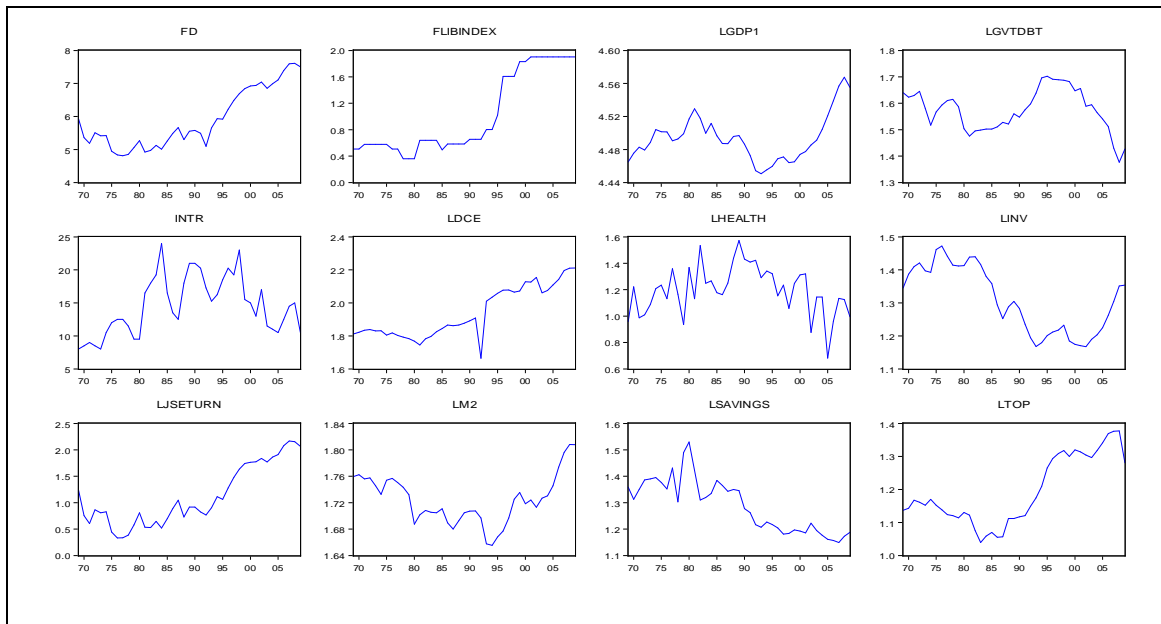 FD FLIBINDEX LGDP1 LGVTDBT
8 2.0 4.60 1.8
7 1.6 4.56 1.7
6 1.2 4.52 1.6
5 0.8 4.48 1.5
4 0.4 4.44 1.4
0.0 1.3
70 75 80 85 90 95 00 05 70 75 80 85 90 95 00 05 70 75 80 85 90 95 00 05 70 75 80 85 90 95 00 05
INTR LDCE LHEALTH LINV
25 2.4 1.6 1.5
20 2.2 1.4 1.4
15 2.0 1.2 1.3
10 1.8 1.0 1.2
5 1.6 0.8 1.1
0.6
70 75 80 85 90 95 00 05 70 75 80 85 90 95 00 05 70 75 80 85 90 95 00 05 70 75 80 85 90 95 00 05
LJSETURN LM2 LSAVINGS LTOP
2.5 1.84 1.6 1.4
2.0 1.80 1.5 1.3
1.5 1.76 1.4 1.2
1.0 1.72 1.3 1.1
0.5 1.68 1.2 1.0
0.0 1.64 1.1
70 75 80 85 90 95 00 05 70 75 80 85 90 95 00 05 70 75 80 85 90 95 00 05 70 75 80 85 90 95 00 05